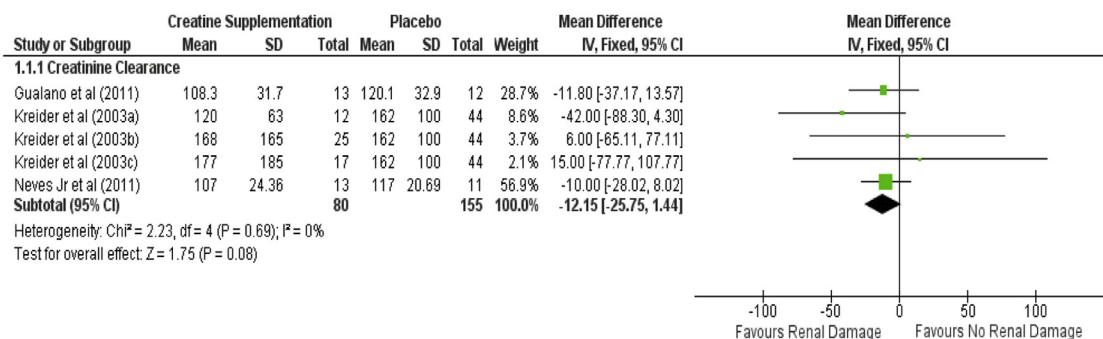 Creatine Supplementation Placebo Mean Difference Mean Difference
Study or Subgroup Mean SD Total Mean SD Total Weight IV, Fixed, 95% CI IV, Fixed, 95% CI
1.1.1 Creatinine Clearance
Gualano et al (2011) 108.3 31.7 13 120.1 32.9 12 28.7% -11.80 [-37.17, 13.57]
Kreider et al (2003a) 120 63 12 162 100 44 8.6% -42.00 [-88.30, 4.30]
Kreider et al (2003b) 168 165 25 162 100 44 3.7% 6.00 [-65.11, 77.11]
Kreider et al (2003c) 177 185 17 162 100 44 2.1% 15.00 [-77.77, 107.77]
Neves Jr et al (2011) 107 24.36 13 117 20.69 11 56.9% -10.00 [-28.02, 8.02]
Subtotal (95% CI) 80 155 100.0% -12.15 [-25.75, 1.44]
Heterogeneity: Chi² = 2.23, df = 4 (P = 0.69); I² = 0%
Test for overall effect: Z = 1.75 (P = 0.08)
-100 -50 0 50 100
Favours Renal Damage Favours No Renal Damage